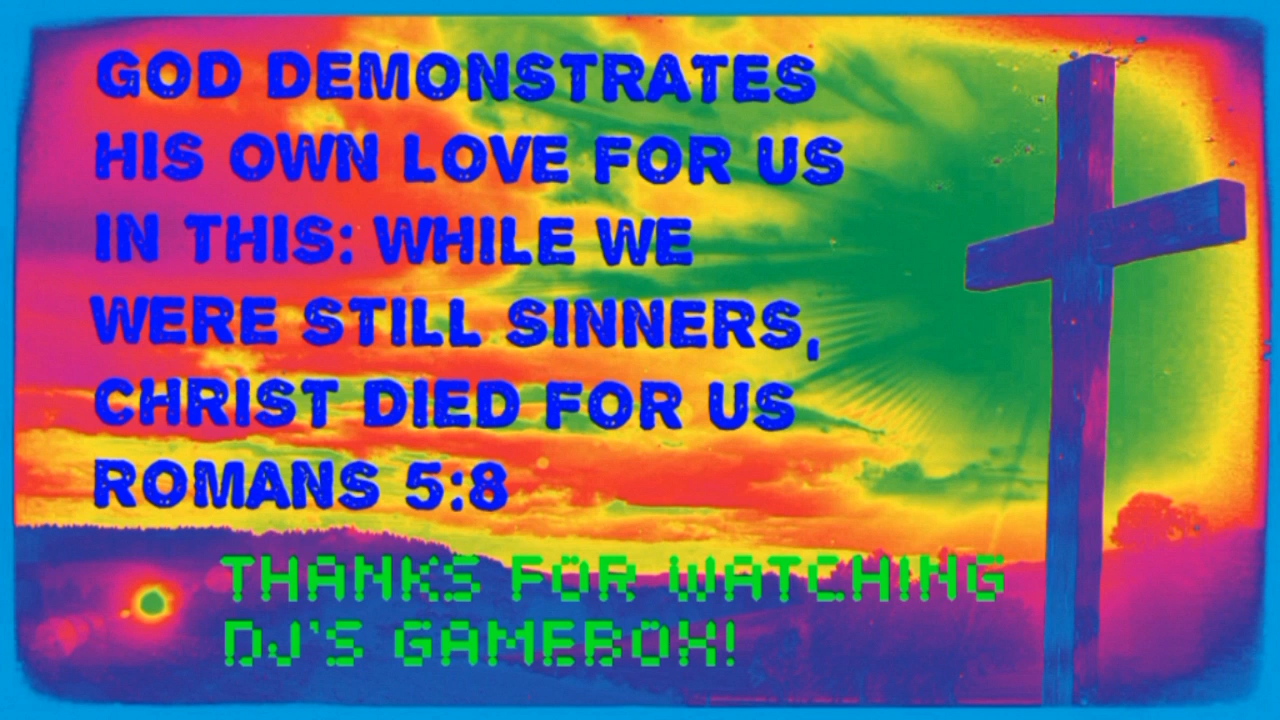 GOD DEMONSTRATES
HIS OWN LOVE FOR US
IN THIS: WHILE WE
WERE STILL SINNERS,
CHRIST DIED FOR US
ROMANS 5:8
THANKS FOR WATCHING
DJ'S GAMEBOX!